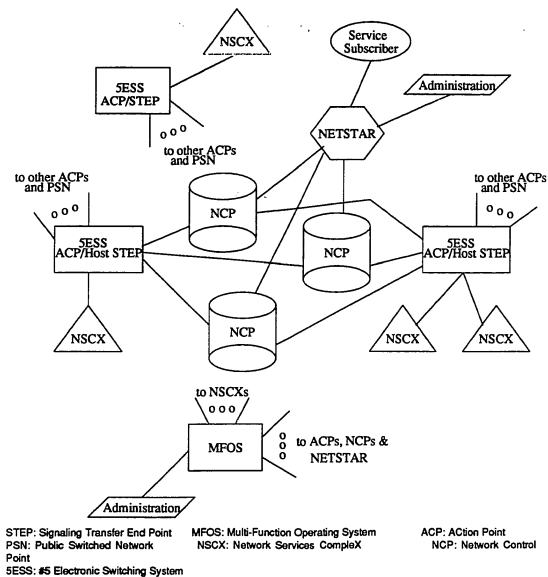 NSCX
Service
Subscriber
5ESS
ACP/STEP
Administration
NETSTAR
o o o
to other ACPs
and PSN
to other ACPs
and PSN
to other ACPs
and PSN
o o o
NCP
o o o
5ESS
ACP/Host STEP
NCP
5ESS
ACP/Host STEP
NCP
NSCX
NSCX
NSCX
to NSCXs
o o o
MFOS
o
o
o
to ACPs, NCPs &
NETSTAR
Administration
STEP: Signaling Transfer End Point MFOS: Multi-Function Operating System ACP: ACtion Point
PSN: Public Switched Network NSCX: Network Services CompleX NCP: Network Control
Point
5ESS: #5 Electronic Switching System